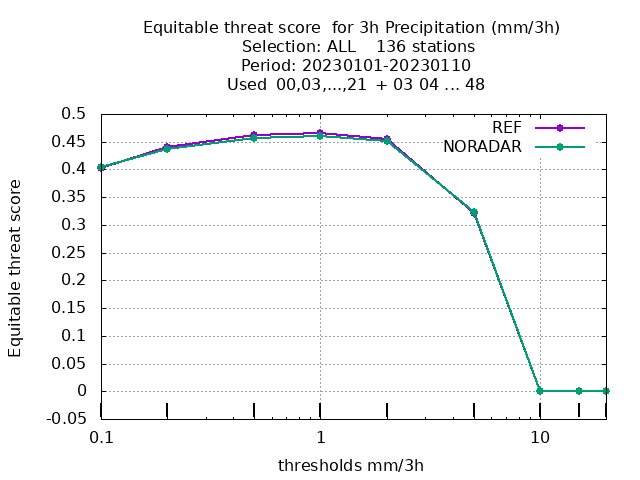 Equitable threat score  for 3h Precipitation (mm/3h)
Selection: ALL    136 stations
Period: 20230101-20230110
Used  00,03,...,21  + 03 04 ... 48
REF
NORADAR
0.5
0.45
0.4
0.35
0.3
0.25
0.2
0.15
0.1
0.05
0
-0.05
Equitable threat score
0.1 1 10
thresholds mm/3h